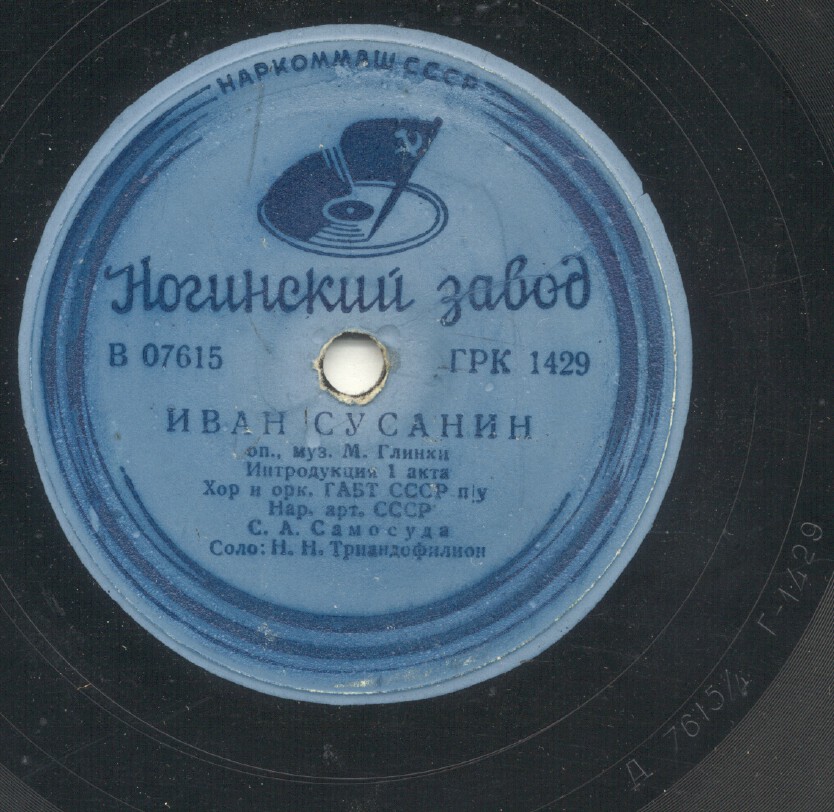 НАРКОММАШ СССР
Ногинский завод
В 07615 ГРК 1429
ИВАН СУСАНИН
оп., муз. М. Глинки
Интродукция 1 акта
Хор и орк. ГАБТ СССР п/у
Нар. арт. СССР
С. А. Самосуда
Соло: Н. Н. Триандофилион
Д 7615/4 Г-1429